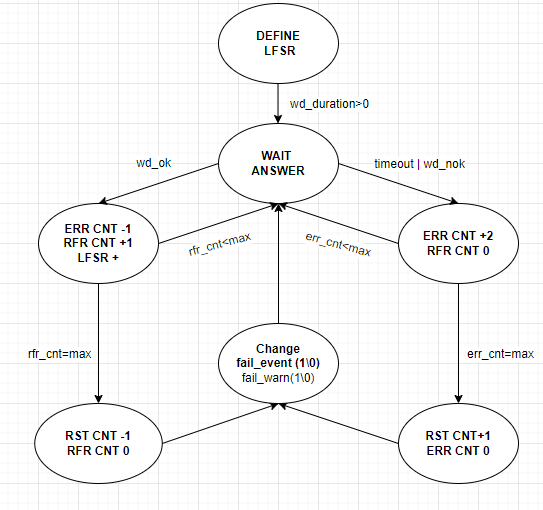 DEFINE
LFSR
wd_duration>0
WAIT
ANSWER
wd_ok
timeout | wd_nok
ERR CNT -1
RFR CNT +1
LFSR +
rfr_cnt<max
err_cnt<max
ERR CNT +2
RFR CNT 0
rfr_cnt=max
Change
fail_event (1\0)
fail_warn(1\0)
err_cnt=max
RST CNT -1
RFR CNT 0
RST CNT+1
ERR CNT 0